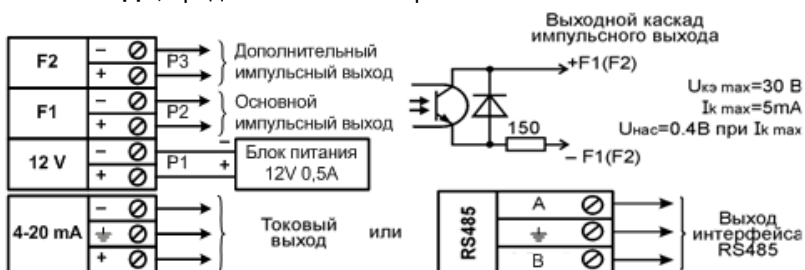 Выходной каскад
импульсного выхода
F2
–
+
P3
Дополнительный
импульсный выход
F1
–
+
P2
Основной
импульсный выход
12 V
–
+
P1
–
+
Блок питания
12V 0,5A
+F1(F2)
150
– F1(F2)
Uкэ max=30 В
Iк max=5mA
Uнас=0.4В при Iк max
4-20 mA
–
+
Токовый
выход
или
RS485
A
B
Выход
интерфейса
RS485